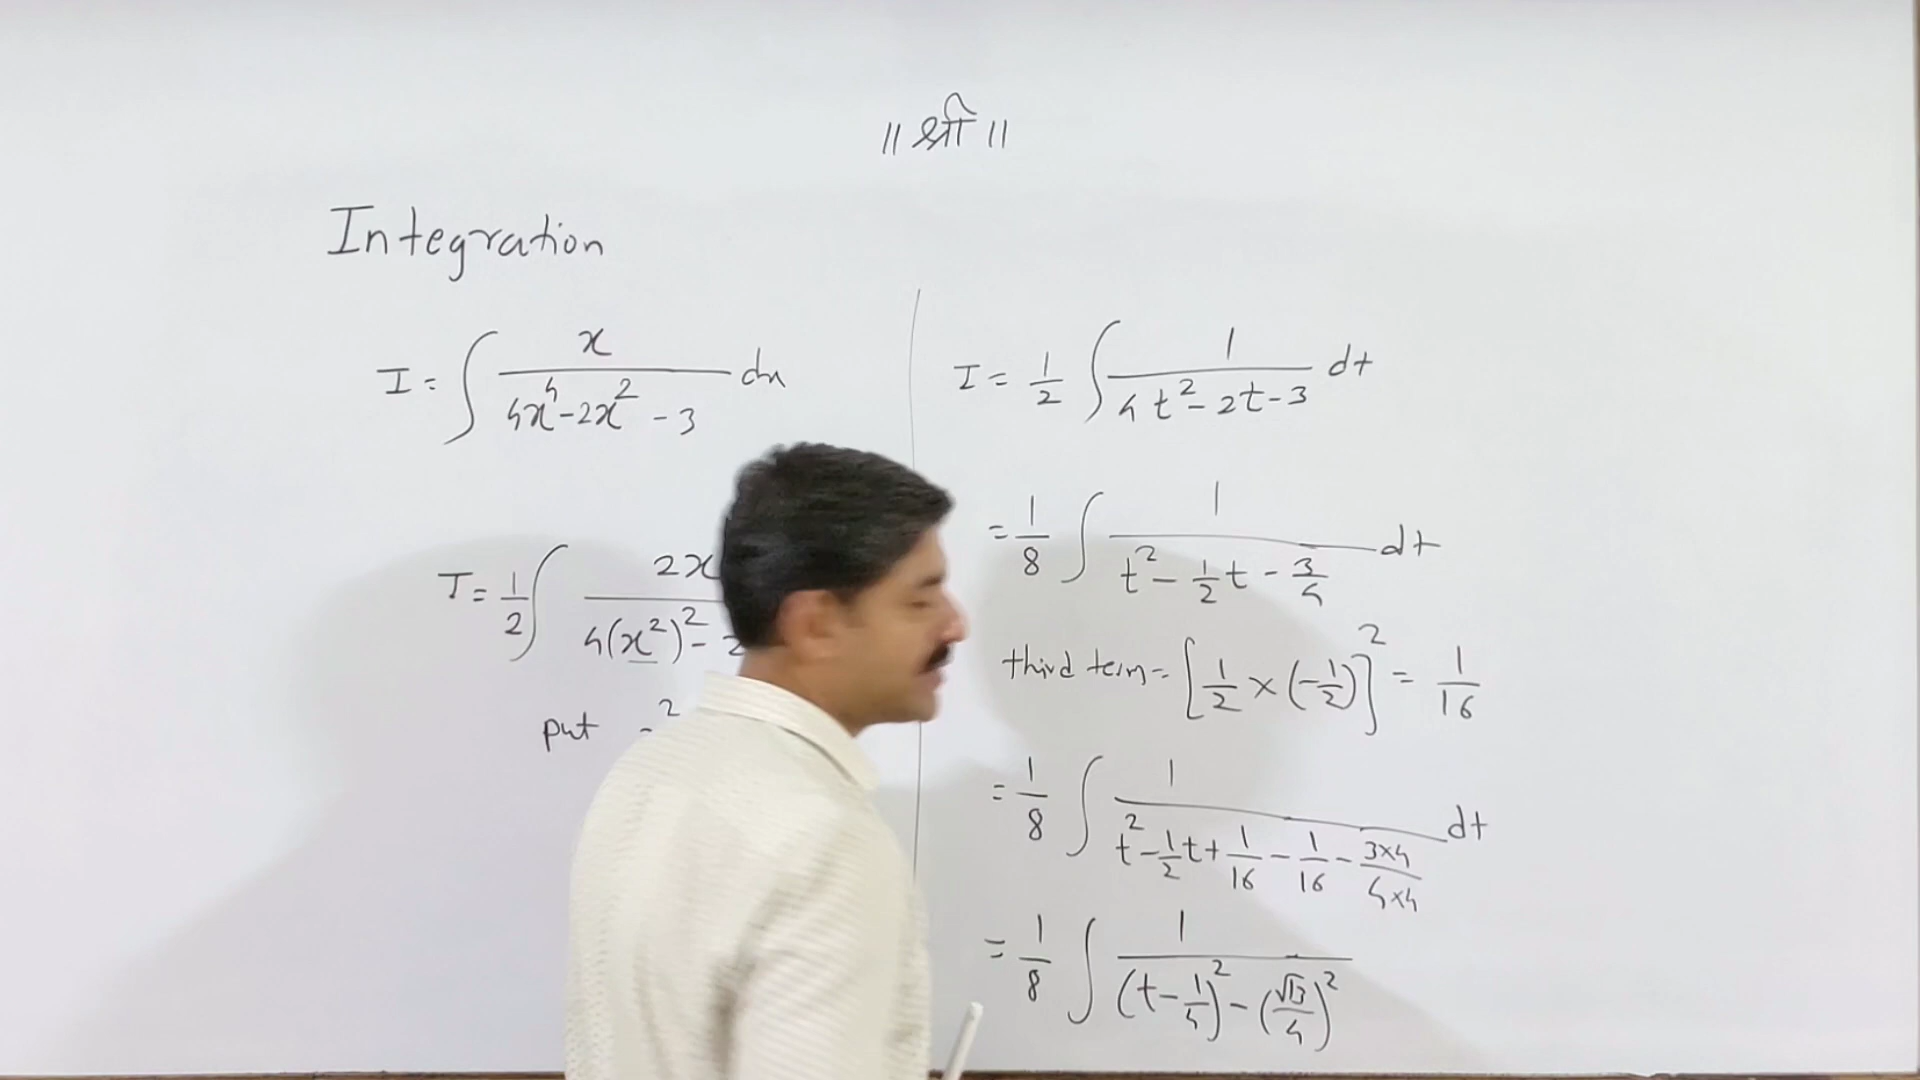 ॥ श्री ॥
Integration
I = ∫ x / (4x⁴ - 2x² - 3) dx
I = 1/2 ∫ 2x / (4(x²)² -
put
I = 1/2 ∫ 1 / (4t² - 2t - 3) dt
= 1/8 ∫ 1 / (t² - 1/2 t - 3/4) dt
third term = [1/2 × (-1/2)]² = 1/16
= 1/8 ∫ 1 / (t² - 1/2 t + 1/16 - 1/16 - 3×4/4×4) dt
= 1/8 ∫ 1 / ((t - 1/4)² - (√13/4)²)